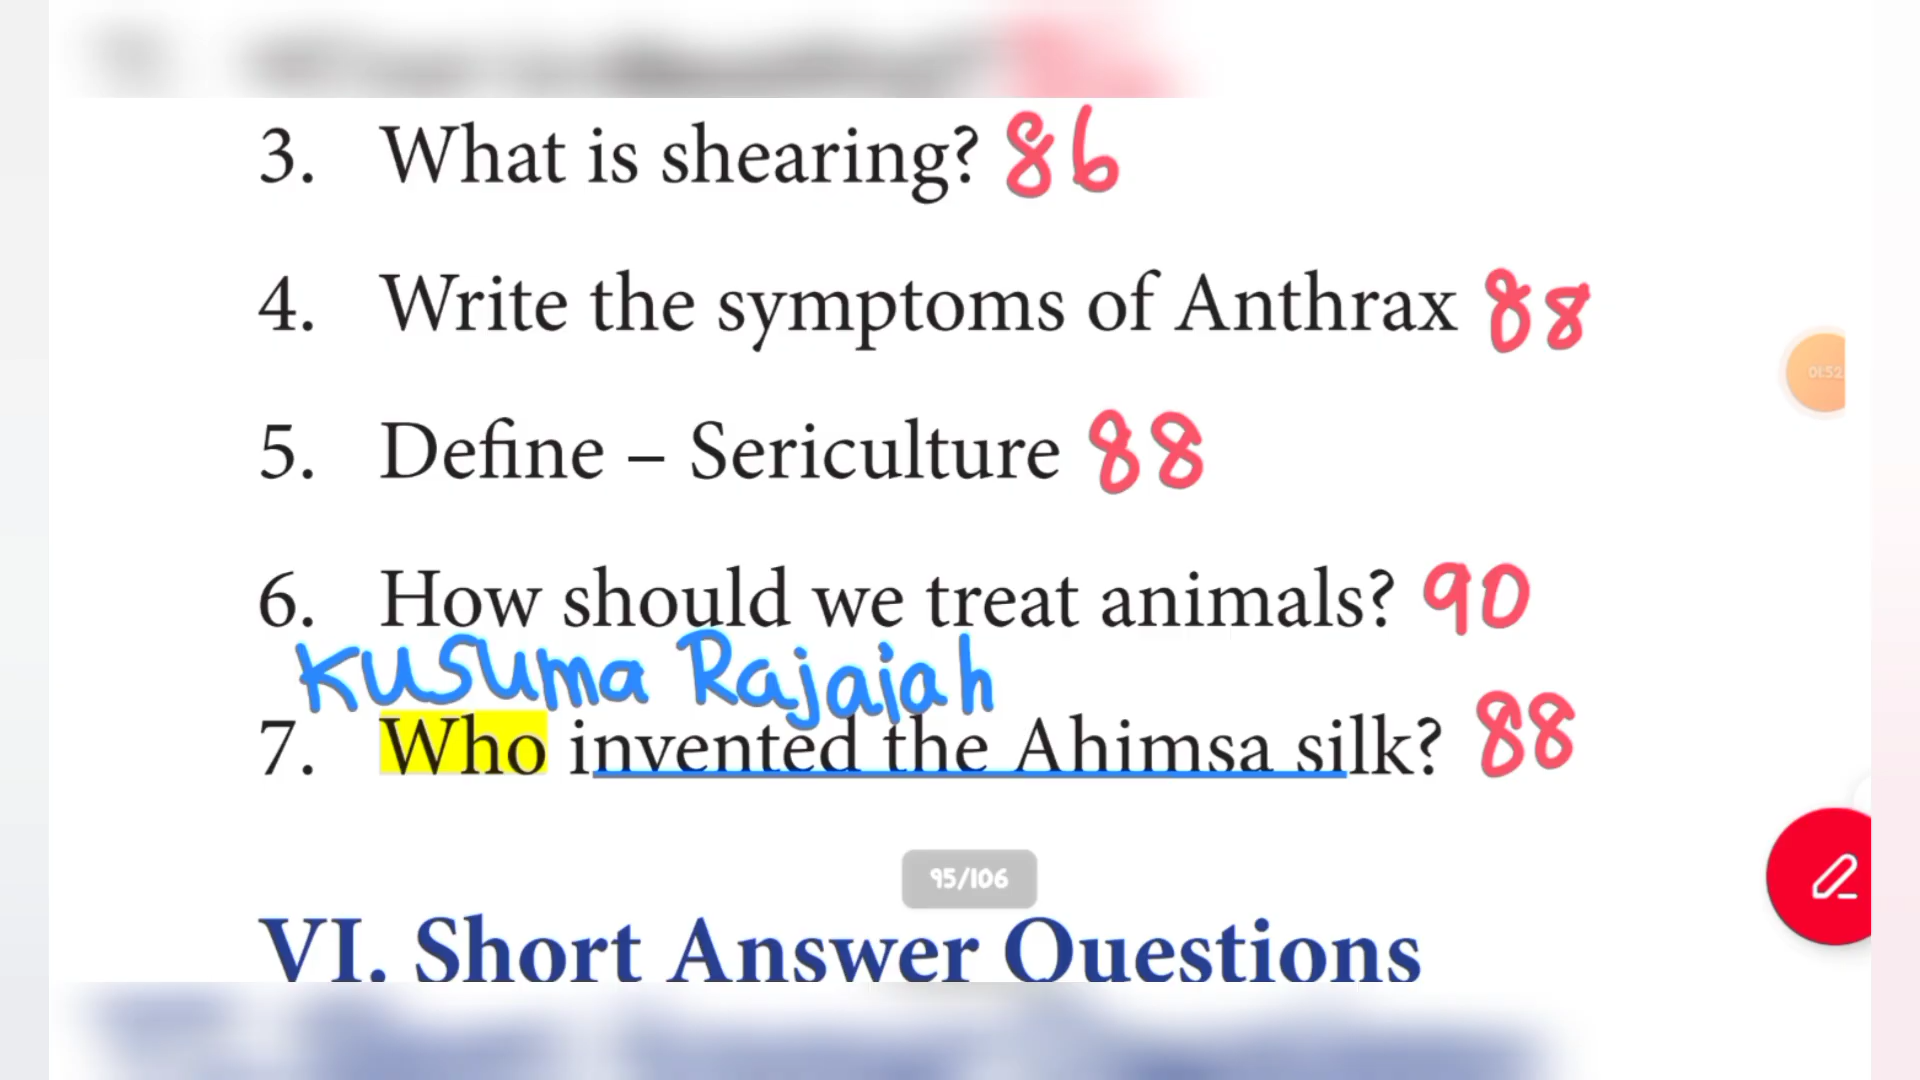 3. What is shearing? 86
4. Write the symptoms of Anthrax 88
5. Define – Sericulture 88
6. How should we treat animals? 90
Kusuma Rajaiah
7. Who invented the Ahimsa silk? 88
95/106
VI. Short Answer Questions
01:52